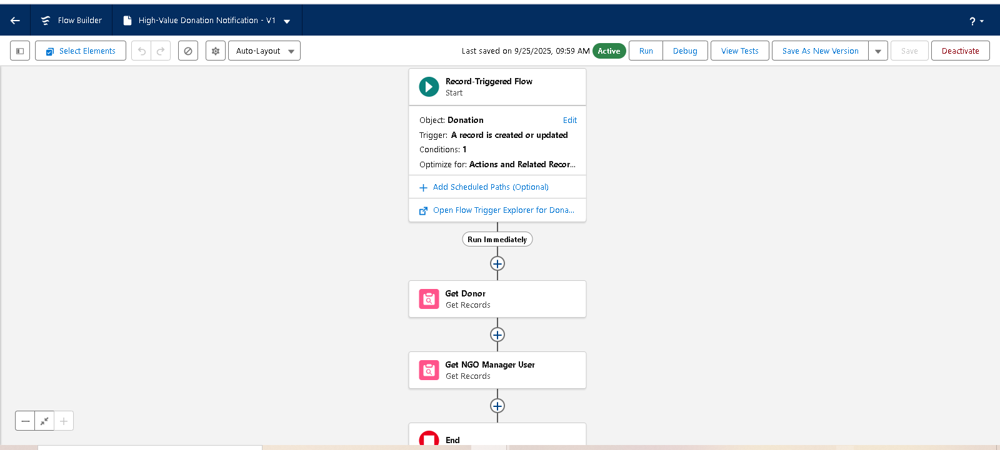 Flow Builder
High-Value Donation Notification - V1
?
Select Elements
Auto-Layout
Last saved on 9/25/2025, 09:59 AM
Active
Run
Debug
View Tests
Save As New Version
Save
Deactivate
Record-Triggered Flow
Start
Object: Donation
Edit
Trigger: A record is created or updated
Conditions: 1
Optimize for: Actions and Related Recor...
Add Scheduled Paths (Optional)
Open Flow Trigger Explorer for Dona...
Run Immediately
Get Donor
Get Records
Get NGO Manager User
Get Records
End